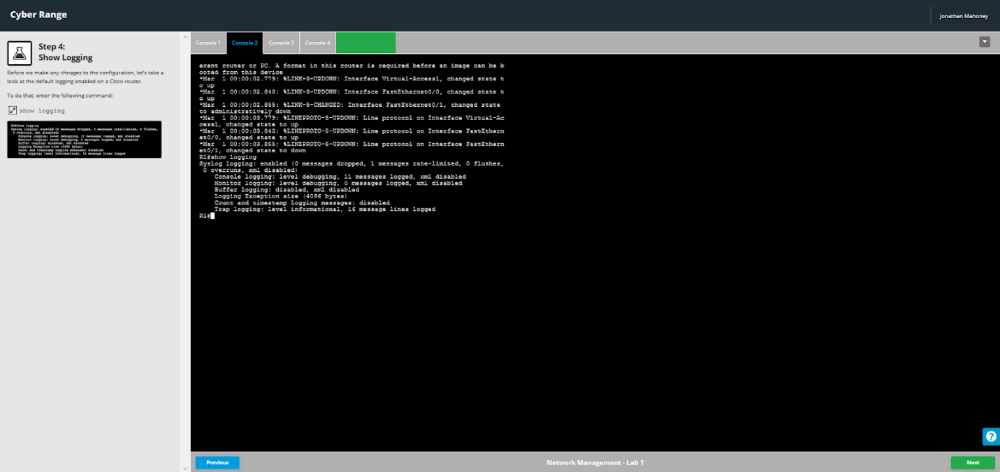 Cyber Range
Jonathan Mahoney
Step 4:
Show Logging
Before we make any chnages to the configuration, let's take a
look at the default logging enabled on a Cisco router.
To do that, enter the following command:
show logging
R1#show logging
Syslog logging: enabled (0 messages dropped, 1 messages rate-limited, 0 flushes,
0 overruns, xml disabled)
Console logging: level debugging, 11 messages logged, xml disabled
Monitor logging: level debugging, 0 messages logged, xml disabled
Buffer logging: disabled, xml disabled
Logging Exception size (4096 bytes)
Count and timestamp logging messages: disabled
Trap logging: level informational, 16 message lines logged
Console 1
Console 2
Console 3
Console 4
erent router or PC. A format in this router is required before an image can be b
ooted from this device
*Mar  1 00:00:02.779: %LINK-3-UPDOWN: Interface Virtual-Access1, changed state t
o up
*Mar  1 00:00:02.843: %LINK-3-UPDOWN: Interface FastEthernet0/0, changed state t
o up
*Mar  1 00:00:02.855: %LINK-5-CHANGED: Interface FastEthernet0/1, changed state
to administratively down
*Mar  1 00:00:03.779: %LINEPROTO-5-UPDOWN: Line protocol on Interface Virtual-Ac
cess1, changed state to up
*Mar  1 00:00:03.843: %LINEPROTO-5-UPDOWN: Line protocol on Interface FastEthern
et0/0, changed state to up
*Mar  1 00:00:03.855: %LINEPROTO-5-UPDOWN: Line protocol on Interface FastEthern
et0/1, changed state to down
R1#show logging
Syslog logging: enabled (0 messages dropped, 1 messages rate-limited, 0 flushes,
0 overruns, xml disabled)
Console logging: level debugging, 11 messages logged, xml disabled
Monitor logging: level debugging, 0 messages logged, xml disabled
Buffer logging: disabled, xml disabled
Logging Exception size (4096 bytes)
Count and timestamp logging messages: disabled
Trap logging: level informational, 16 message lines logged
R1#
?
Previous
Network Management - Lab 1
Next